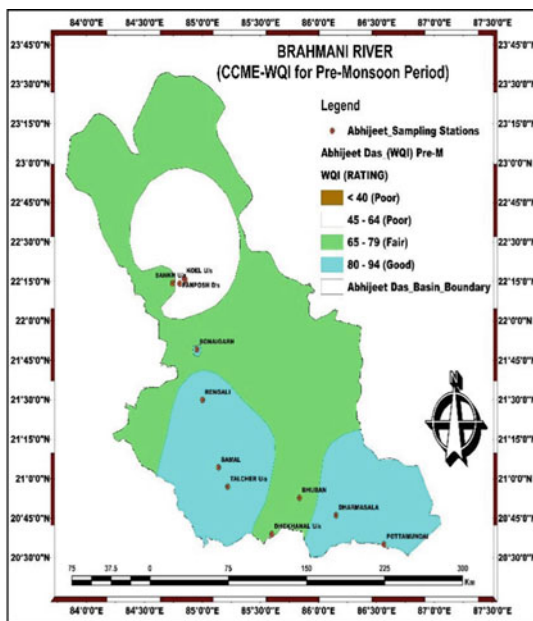 84°0'0"E 84°30'0"E 85°0'0"E 85°30'0"E 86°0'0"E 86°30'0"E 87°0'0"E 87°30'0"E
BRAHMANI RIVER
(CCME-WQI for Pre-Monsoon Period)
Legend
Abhijeet_Sampling Stations
Abhijeet Das_(WQI) Pre-M
WQI (RATING)
< 40 (Poor)
45 - 64 (Poor)
65 - 79 (Fair)
80 - 94 (Good)
Abhijeet Das_Basin_Boundary
23°45'0"N 23°45'0"N
23°30'0"N 23°30'0"N
23°15'0"N 23°15'0"N
23°0'0"N 23°0'0"N
22°45'0"N 22°45'0"N
22°30'0"N 22°30'0"N
22°15'0"N 22°15'0"N
22°0'0"N 22°0'0"N
21°45'0"N 21°45'0"N
21°30'0"N 21°30'0"N
21°15'0"N 21°15'0"N
21°0'0"N 21°0'0"N
20°45'0"N 20°45'0"N
20°30'0"N 20°30'0"N
KOEL U/s
SANKH U/s
PANPOSH D/s
BONAIGARH
RENGALI
SAMAL
TALCHER U/s
BHUBAN
DHARMASALA
DHEKHANAL U/s
POTTAMUNDAI
N
75 37.5 0 75 150 225 300
Km
84°0'0"E 84°30'0"E 85°0'0"E 85°30'0"E 86°0'0"E 86°30'0"E 87°0'0"E 87°30'0"E